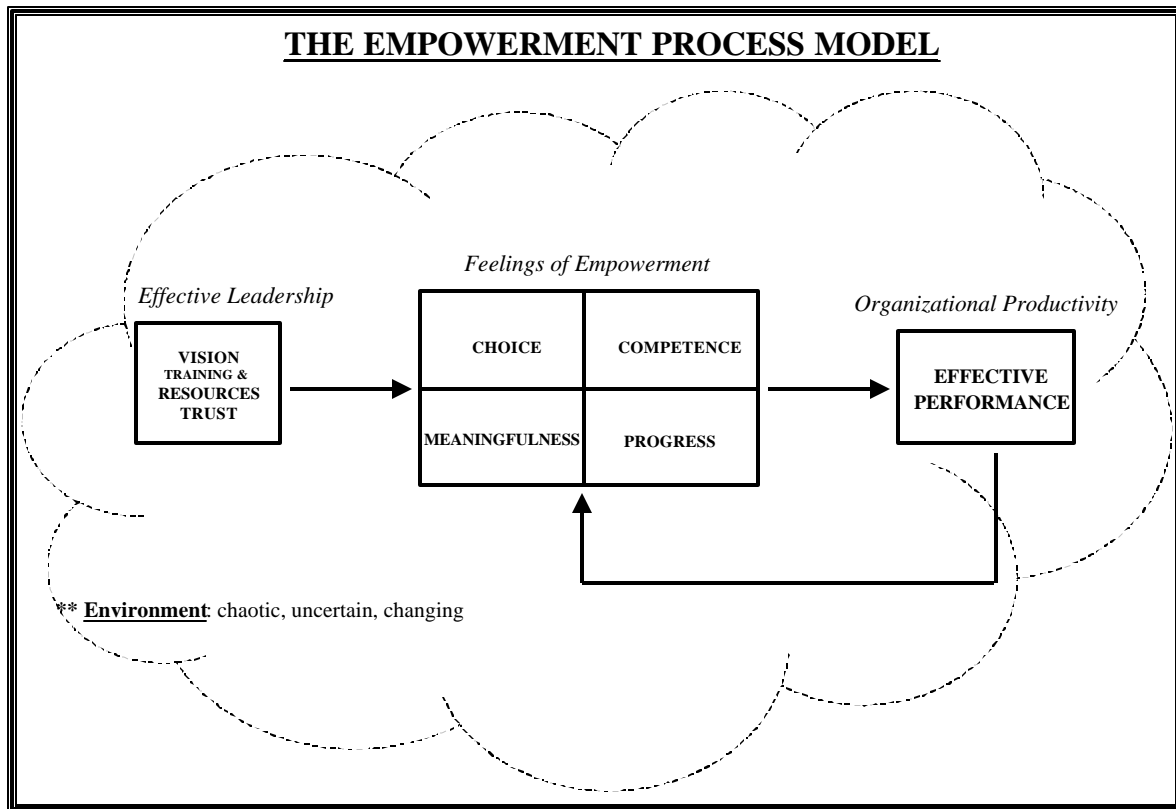 THE EMPOWERMENT PROCESS MODEL
Feelings of Empowerment
Effective Leadership
Organizational Productivity
VISION
TRAINING &
RESOURCES
TRUST
CHOICE
COMPETENCE
MEANINGFULNESS
PROGRESS
EFFECTIVE
PERFORMANCE
** Environment: chaotic, uncertain, changing